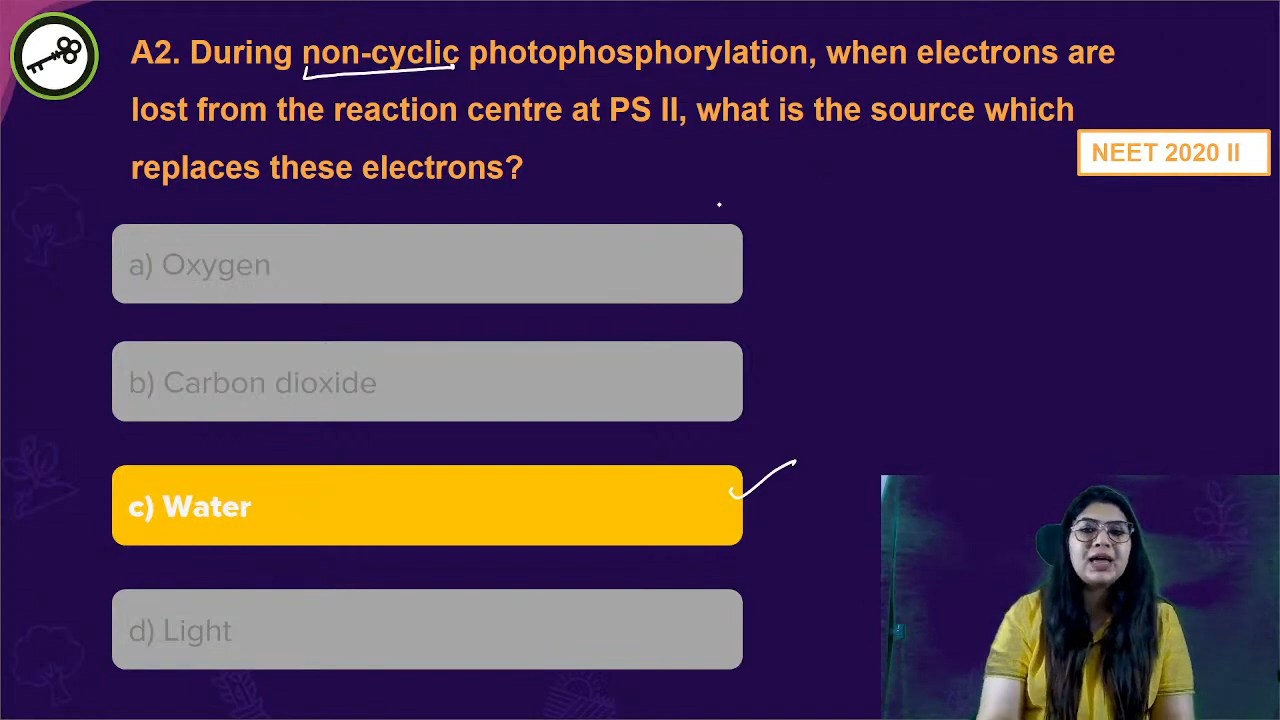 A2. During non-cyclic photophosphorylation, when electrons are
lost from the reaction centre at PS II, what is the source which
replaces these electrons?
NEET 2020 II
a) Oxygen
b) Carbon dioxide
c) Water
d) Light